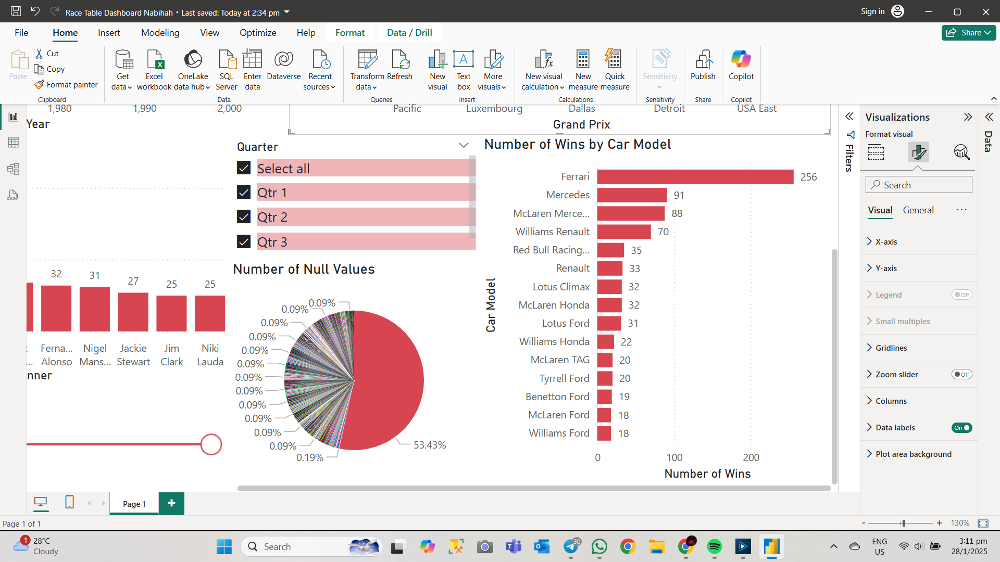 Race Table Dashboard Nabihah • Last saved: Today at 2:34 pm
Sign in
File Home Insert Modeling View Optimize Help Format Data / Drill
Share
Paste
Cut
Copy
Format painter
Clipboard
Get data
Excel workbook
OneLake data hub
SQL Server
Enter data
Dataverse
Recent sources
Data
Transform data
Refresh
Queries
New visual
Text box
More visuals
Insert
New visual calculation
New measure
Quick measure
Calculations
Sensitivity
Sensitivity
Publish
Share
Copilot
Copilot
1,980 1,990 2,000
Year
Pacific Luxembourg Dallas Detroit USA East
Grand Prix
Quarter
Select all
Qtr 1
Qtr 2
Qtr 3
Number of Null Values
0.09%
0.09%
0.09%
0.09%
0.09%
0.09%
0.09%
0.09%
0.09%
0.09%
0.09%
0.09%
0.19%
53.43%
32 31 27 25 25
Ferna... Alonso
Nigel Mans...
Jackie Stewart
Jim Clark
Niki Lauda
nner
Number of Wins by Car Model
Car Model
Ferrari 256
Mercedes 91
McLaren Merce... 88
Williams Renault 70
Red Bull Racing... 35
Renault 33
Lotus Climax 32
McLaren Honda 32
Lotus Ford 31
Williams Honda 22
McLaren TAG 20
Tyrrell Ford 20
Benetton Ford 19
McLaren Ford 18
Williams Ford 18
0 100 200
Number of Wins
Filters
Visualizations
Format visual
Search
Visual General ...
X-axis
Y-axis
Legend Off
Small multiples
Gridlines
Zoom slider Off
Columns
Data labels On
Plot area background
Data
DAX
Page 1
Page 1 of 1
- + 130%
1
28°C
Cloudy
Search
30
ENG
US
3:11 pm
28/1/2025